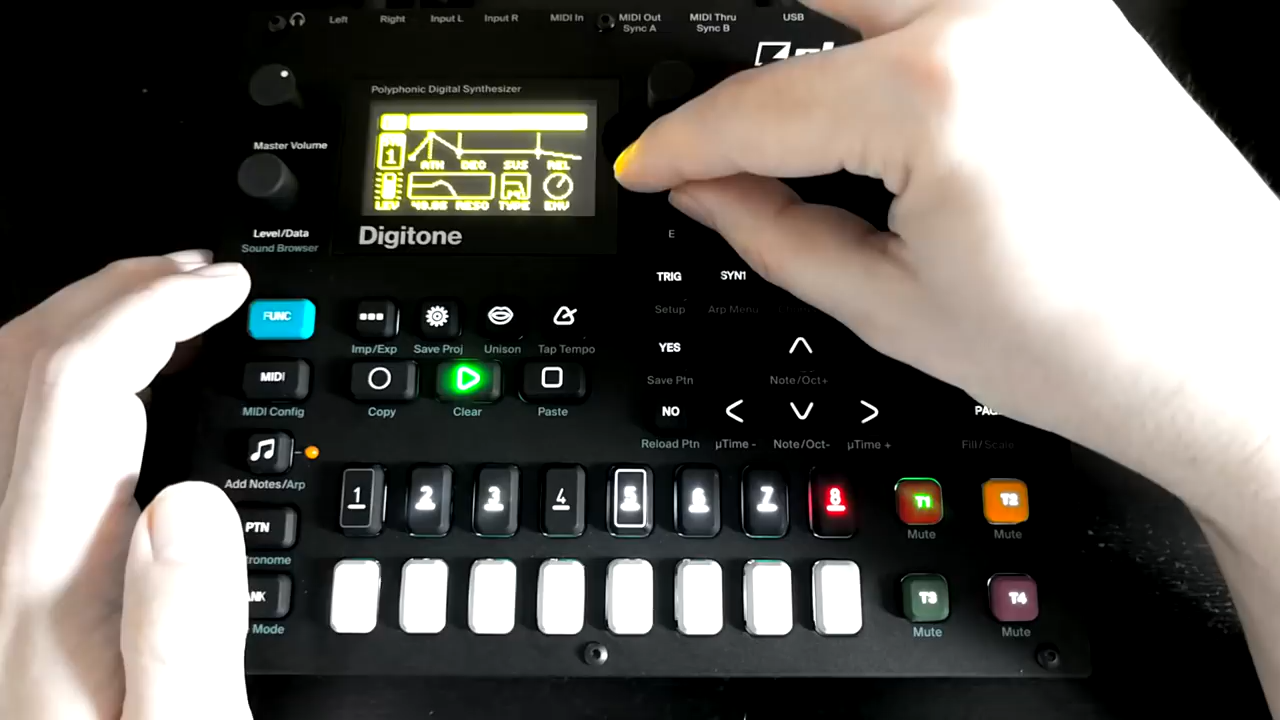 Left Right Input L Input R MIDI In MIDI Out MIDI Thru USB
Sync A Sync B
Polyphonic Digital Synthesizer
Master Volume
1
ATK DEC SUS REL
LEV RESO TYPE ENV
Digitone
Level/Data
Sound Browser
E
TRIG SYN1
Setup Arp Menu
FUNC
Imp/Exp Save Proj Unison Tap Tempo
YES
Save Ptn Note/Oct+
MIDI
MIDI Config Copy Clear Paste
NO
Reload Ptn µTime - Note/Oct- µTime + Fill/Scale
Add Notes/Arp
1 2 3 4 5 6 7 8 T1 T2
Mute Mute
PTN
T3 T4
Mode Mute Mute